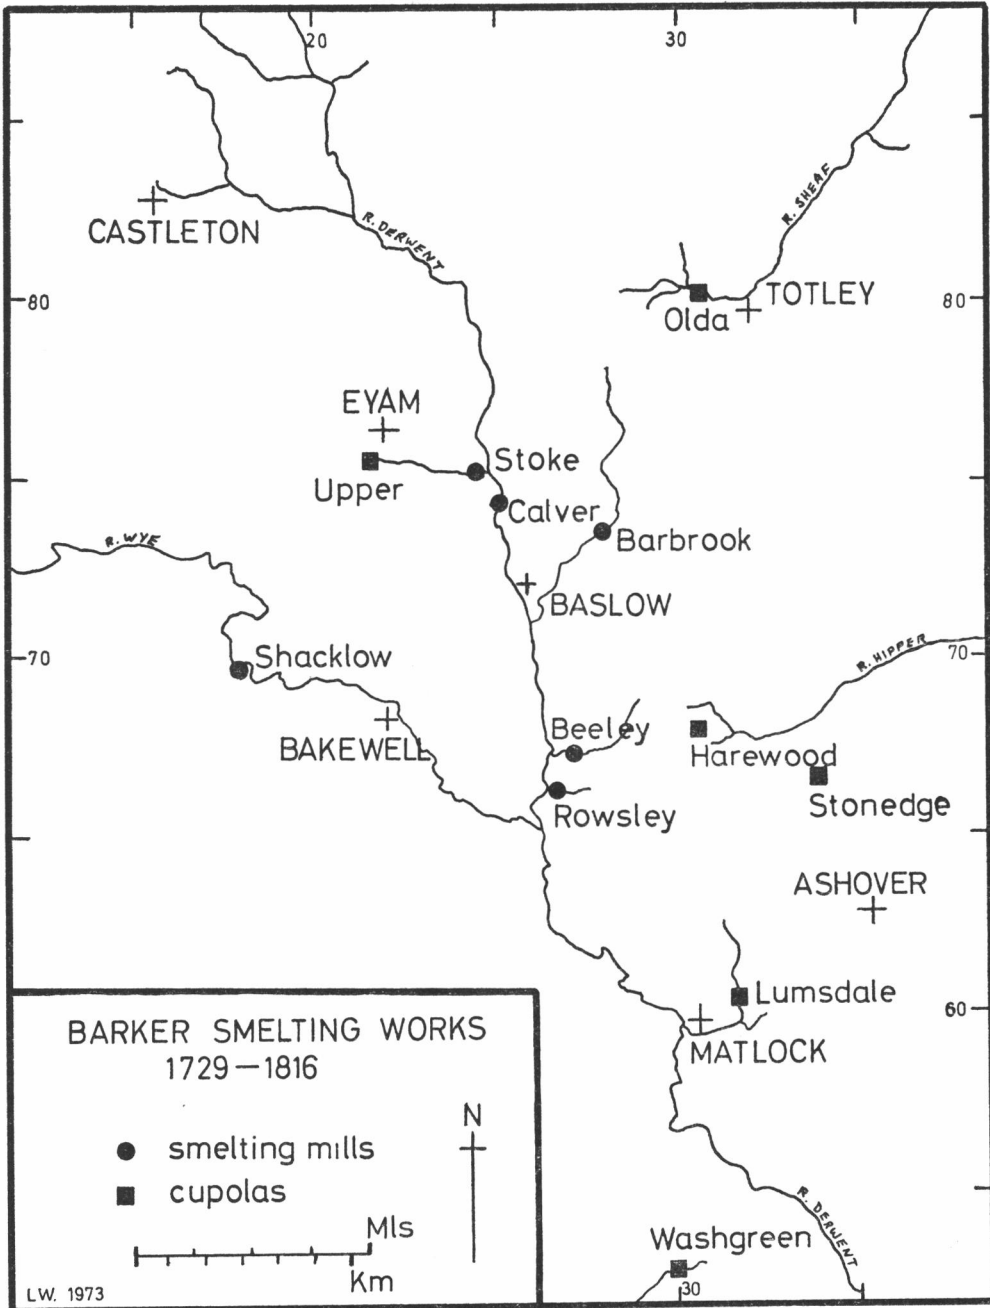 20
30
R. SHEAF
CASTLETON
R. DERWENT
80
80
TOTLEY
Olda
EYAM
Stoke
Upper
Calver
R. WYE
Barbrook
BASLOW
70
Shacklow
R. HIPPER
70
Beeley
BAKEWELL
Harewood
Rowsley
Stonedge
ASHOVER
Lumsdale
60
MATLOCK
BARKER SMELTING WORKS
1729-1816
N
smelting mills
cupolas
Mls
Km
LW. 1973
R. DERWENT
Washgreen
30